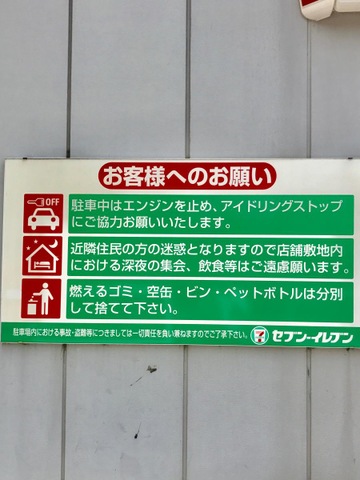 お客様へのお願い
OFF
駐車中はエンジンを止め、アイドリングストップ
にご協力お願いいたします。
近隣住民の方の迷惑となりますので店舗敷地内
における深夜の集会、飲食等はご遠慮願います。
燃えるゴミ・空缶・ビン・ペットボトルは分別
して捨てて下さい。
駐車場内における事故・盗難等につきましては一切責任を負い兼ねますのでご了承下さい。
セブン-イレブン